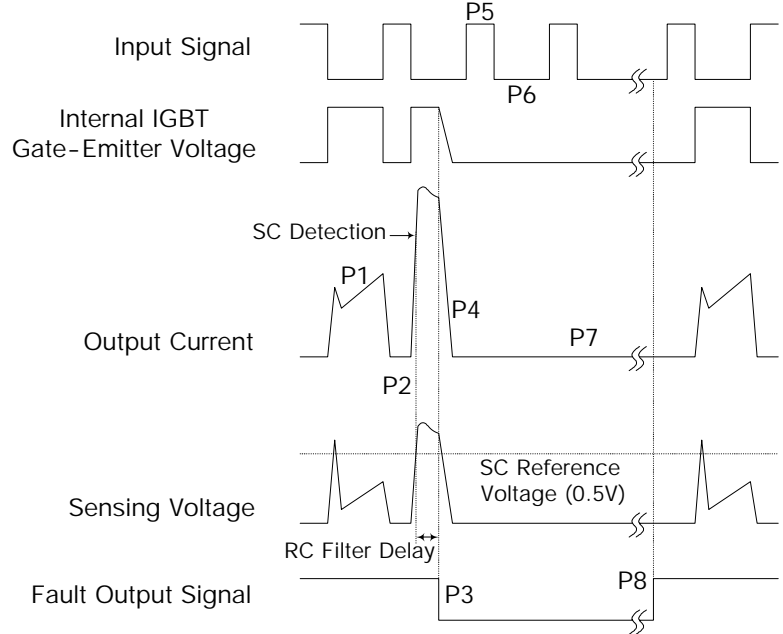 P5
Input Signal
P6
Internal IGBT
Gate-Emitter Voltage
SC Detection
P1
P4
Output Current
P7
P2
SC Reference
Voltage (0.5V)
Sensing Voltage
RC Filter Delay
Fault Output Signal
P3
P8